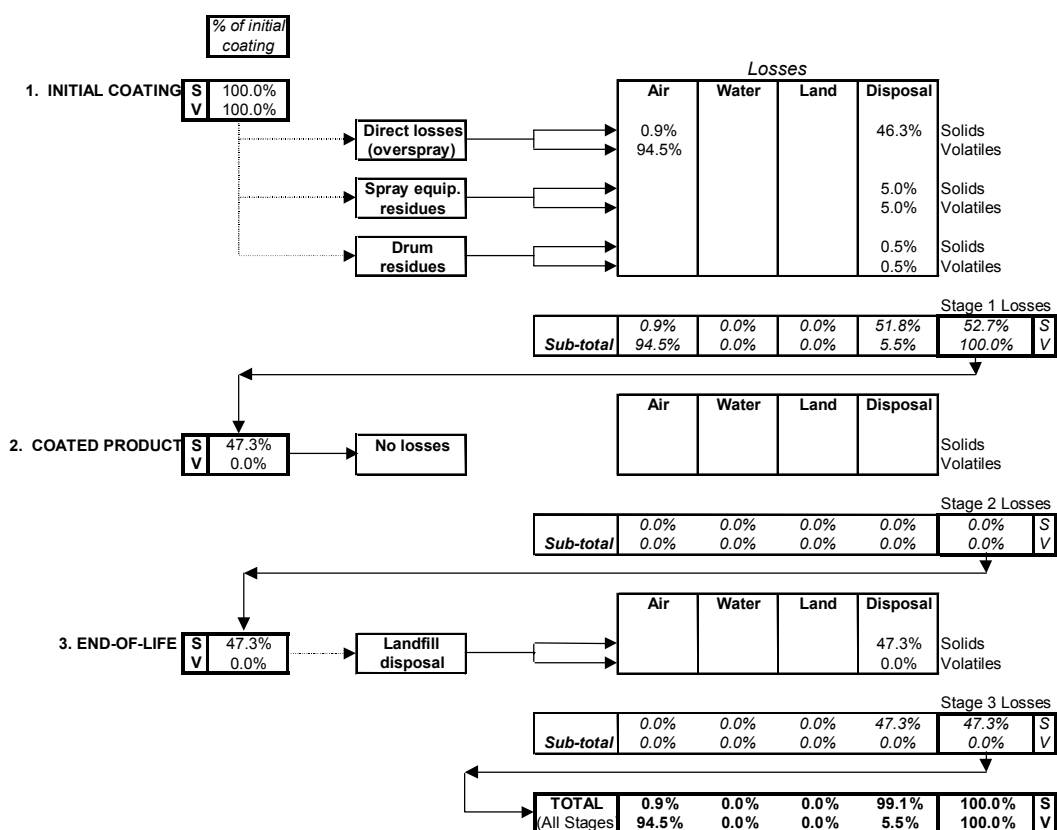 % of initial
coating
Losses
1. INITIAL COATING S 100.0% Air Water Land Disposal
V 100.0%
Direct losses 0.9% 46.3% Solids
(overspray) 94.5% Volatiles
Spray equip. 5.0% Solids
residues 5.0% Volatiles
Drum 0.5% Solids
residues 0.5% Volatiles
Stage 1 Losses
0.9% 0.0% 0.0% 51.8% 52.7% S
Sub-total 94.5% 0.0% 0.0% 5.5% 100.0% V
Air Water Land Disposal
2. COATED PRODUCT S 47.3% No losses Solids
V 0.0% Volatiles
Stage 2 Losses
0.0% 0.0% 0.0% 0.0% 0.0% S
Sub-total 0.0% 0.0% 0.0% 0.0% 0.0% V
Air Water Land Disposal
3. END-OF-LIFE S 47.3% Landfill 47.3% Solids
V 0.0% disposal 0.0% Volatiles
Stage 3 Losses
0.0% 0.0% 0.0% 47.3% 47.3% S
Sub-total 0.0% 0.0% 0.0% 0.0% 0.0% V
TOTAL 0.9% 0.0% 0.0% 99.1% 100.0% S
(All Stages 94.5% 0.0% 0.0% 5.5% 100.0% V